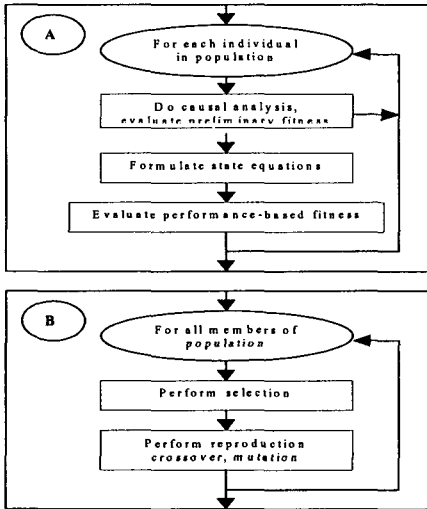 A
For each individual
in population
Do causal analysis,
evaluate preliminary fitness
Formulate state equations
Evaluate performance-based fitness
B
For all members of
population
Perform selection
Perform reproduction
crossover, mutation